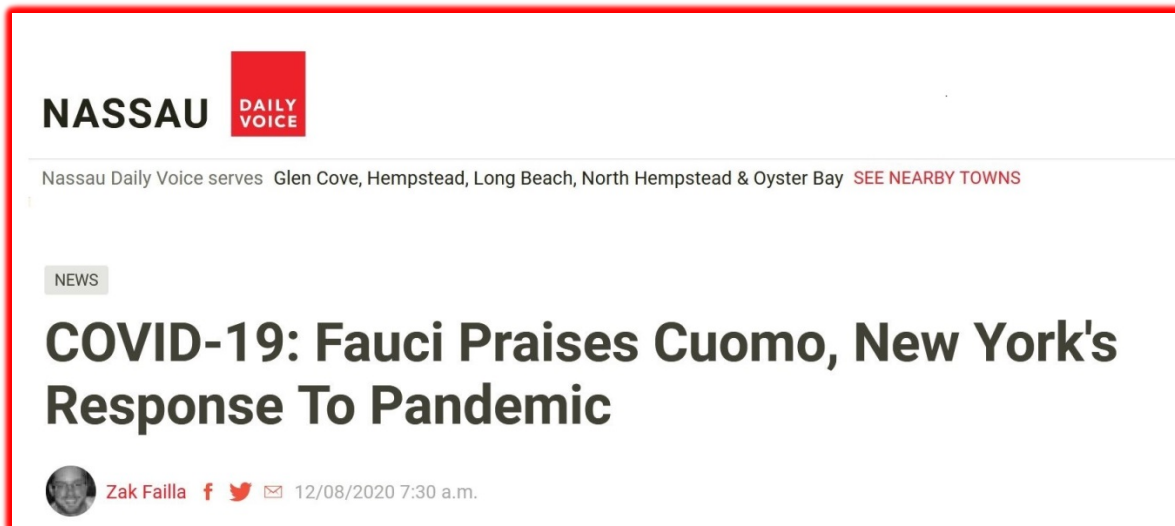 NASSAU
DAILY
VOICE
Nassau Daily Voice serves Glen Cove, Hempstead, Long Beach, North Hempstead & Oyster Bay SEE NEARBY TOWNS
NEWS
COVID-19: Fauci Praises Cuomo, New York's
Response To Pandemic
Zak Failla f 12/08/2020 7:30 a.m.